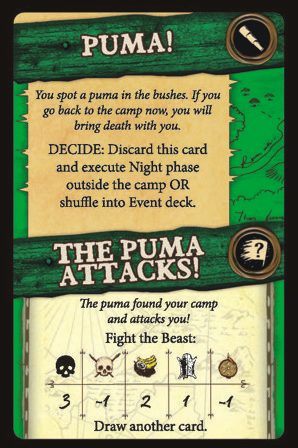 PUMA!
You spot a puma in the bushes. If you
go back to the camp now, you will
bring death with you.
DECIDE: Discard this card
and execute Night phase
outside the camp OR
shuffle into Event deck.
THE PUMA
ATTACKS!
?
The puma found your camp
and attacks you!
Fight the Beast:
3 -1 2 1 -1
Draw another card.